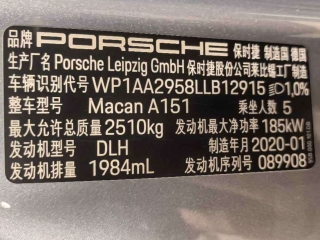 品牌 PORSCHE 保时捷 制造国 德国
生产厂名/Porsche Leipzig GmbH 保时捷股份公司莱比锡工厂制造
车辆识别代号 WP1AA2958LLB12915 1,0%
整车型号 Macan A151 乘坐人数 5
最大允许总质量 2510kg 发动机最大净功率 185kW
发动机型号 DLH 制造年月 2020-01
发动机排量 1984mL 发动机序列号 089908